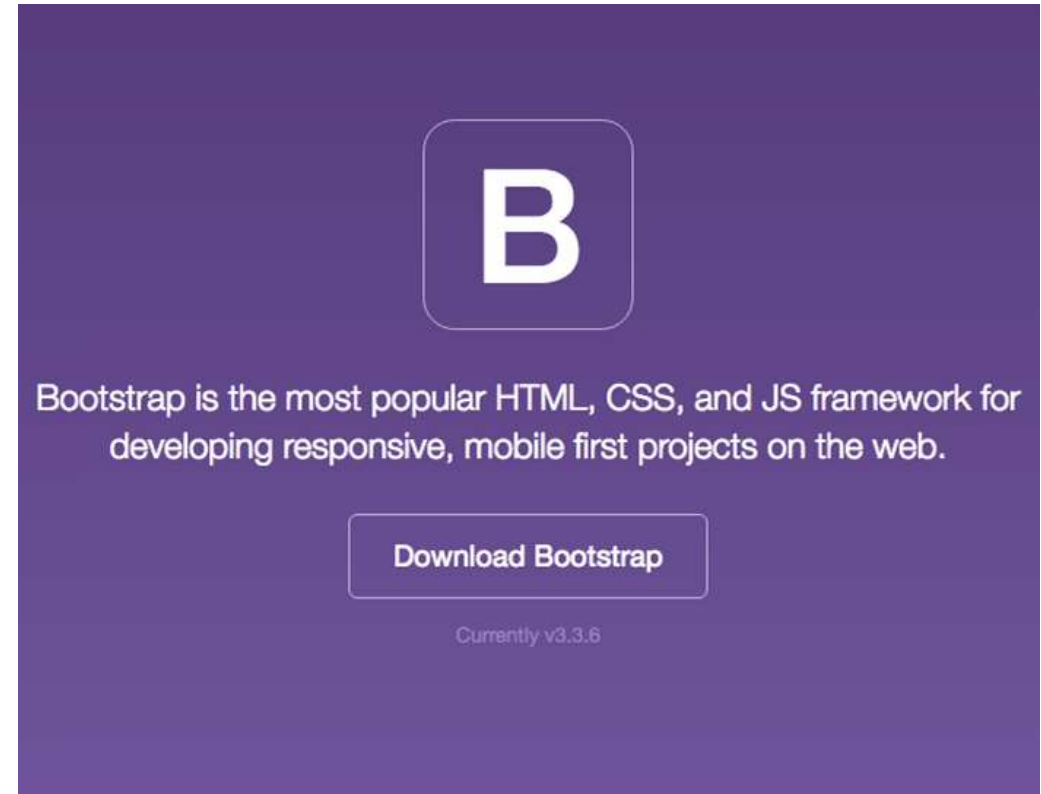 B
Bootstrap is the most popular HTML, CSS, and JS framework for
developing responsive, mobile first projects on the web.
Download Bootstrap
Currently v3.3.6